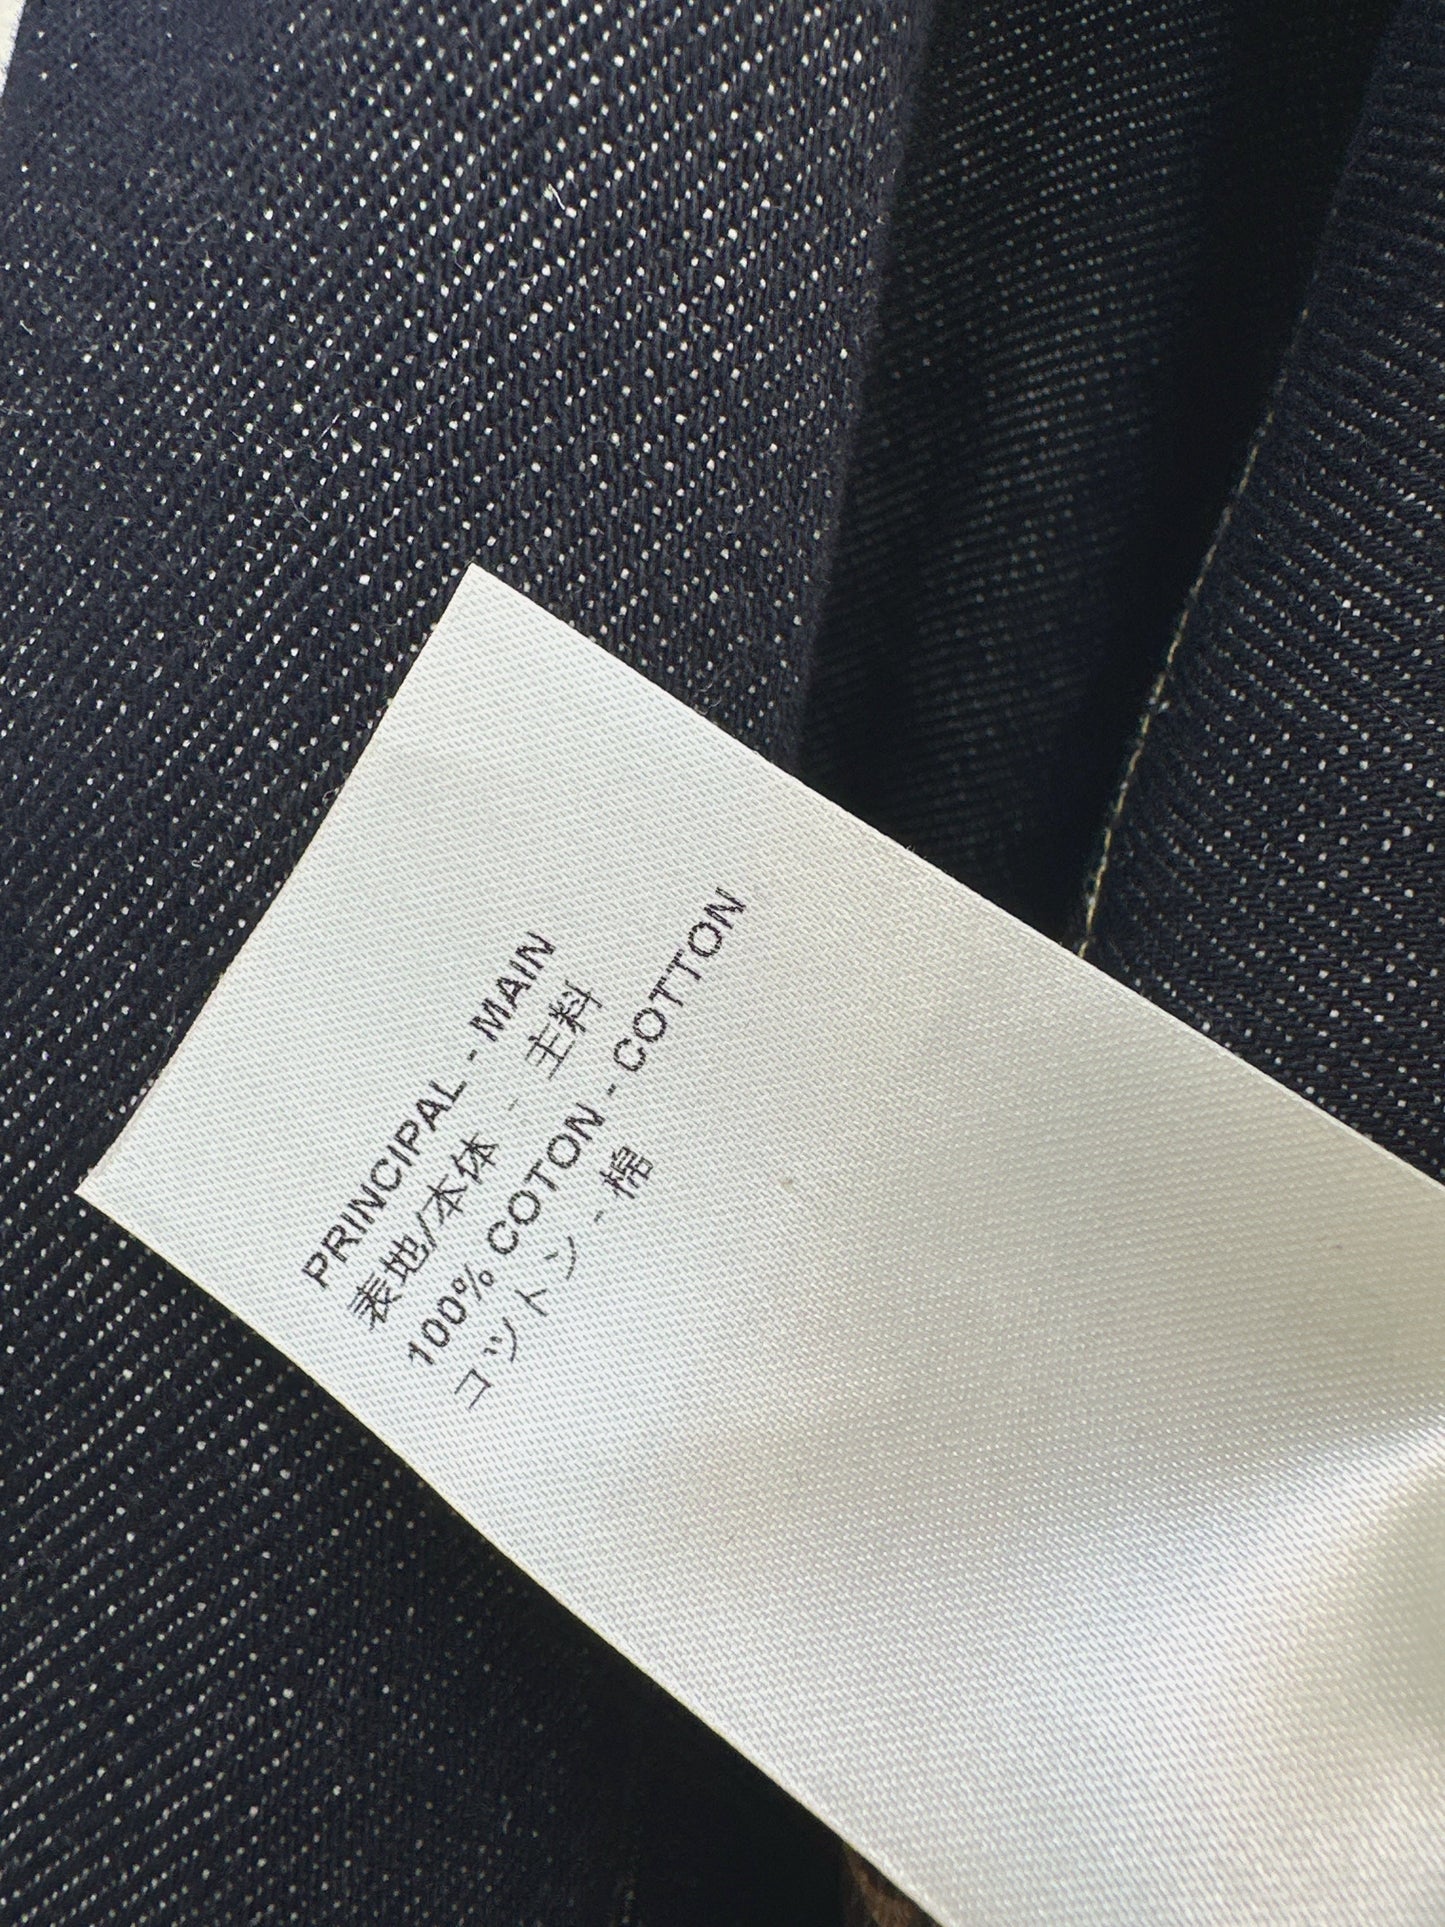 PRINCIPAL - MAIN
表地/本体 - 主料
100% COTON - COTTON
コットン - 棉